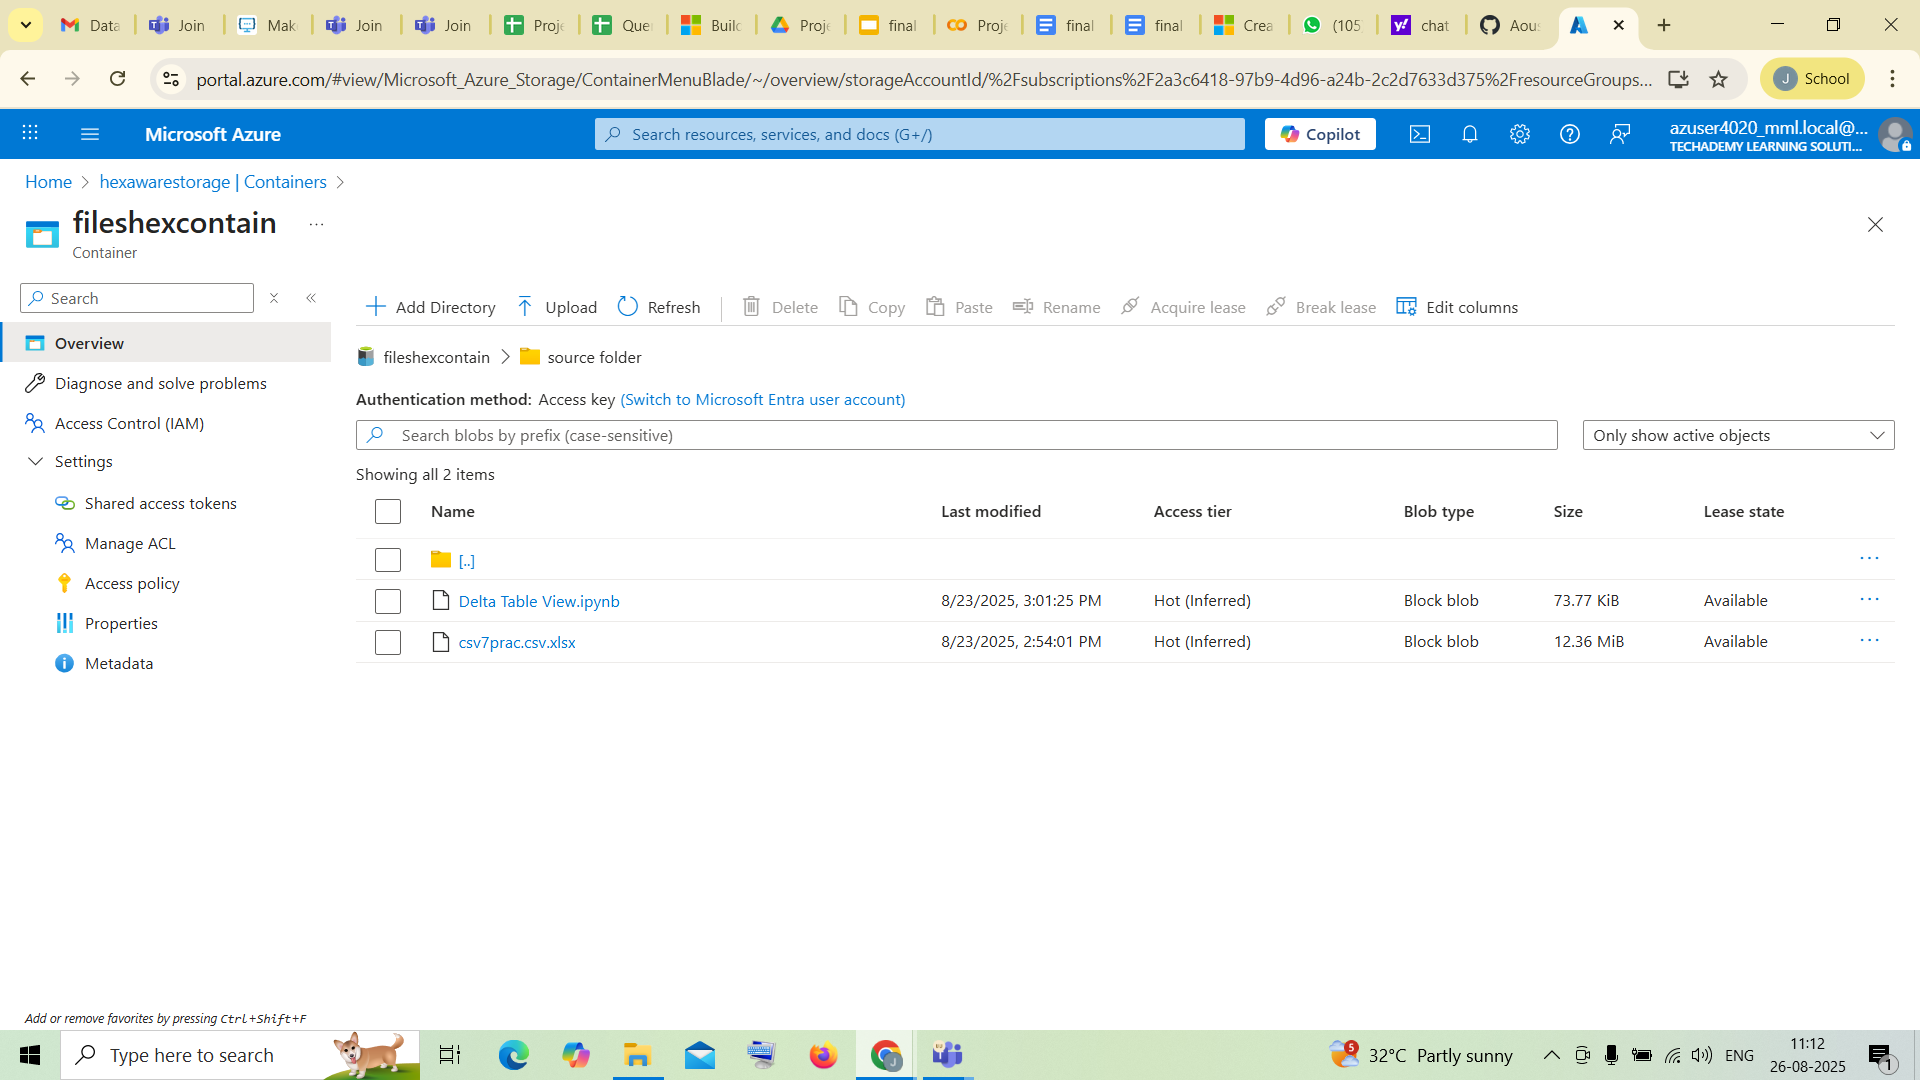 Data
Join
Mak
Join
Join
Proje
Quer
Build
Proje
final
Proje
final
final
Crea
(105
chat
Aous
portal.azure.com/#view/Microsoft_Azure_Storage/ContainerMenuBlade/~/overview/storageAccountId/%2Fsubscriptions%2F2a3c6418-97b9-4d96-a24b-2c2d7633d375%2FresourceGroups...
J School
Microsoft Azure
Search resources, services, and docs (G+/)
Copilot
azuser4020_mml.local@...
TECHADEMY LEARNING SOLUTI...
Home > hexawarestorage | Containers >
fileshexcontain ...
Container
Search
Add Directory Upload Refresh Delete Copy Paste Rename Acquire lease Break lease Edit columns
Overview
Diagnose and solve problems
Access Control (IAM)
Settings
Shared access tokens
Manage ACL
Access policy
Properties
Metadata
fileshexcontain > source folder
Authentication method: Access key (Switch to Microsoft Entra user account)
Search blobs by prefix (case-sensitive)
Only show active objects
Showing all 2 items
Name Last modified Access tier Blob type Size Lease state
[..] ...
Delta Table View.ipynb 8/23/2025, 3:01:25 PM Hot (Inferred) Block blob 73.77 KiB Available ...
csv7prac.csv.xlsx 8/23/2025, 2:54:01 PM Hot (Inferred) Block blob 12.36 MiB Available ...
Add or remove favorites by pressing Ctrl+Shift+F
Type here to search
5
32°C Partly sunny
ENG
11:12
26-08-2025
1